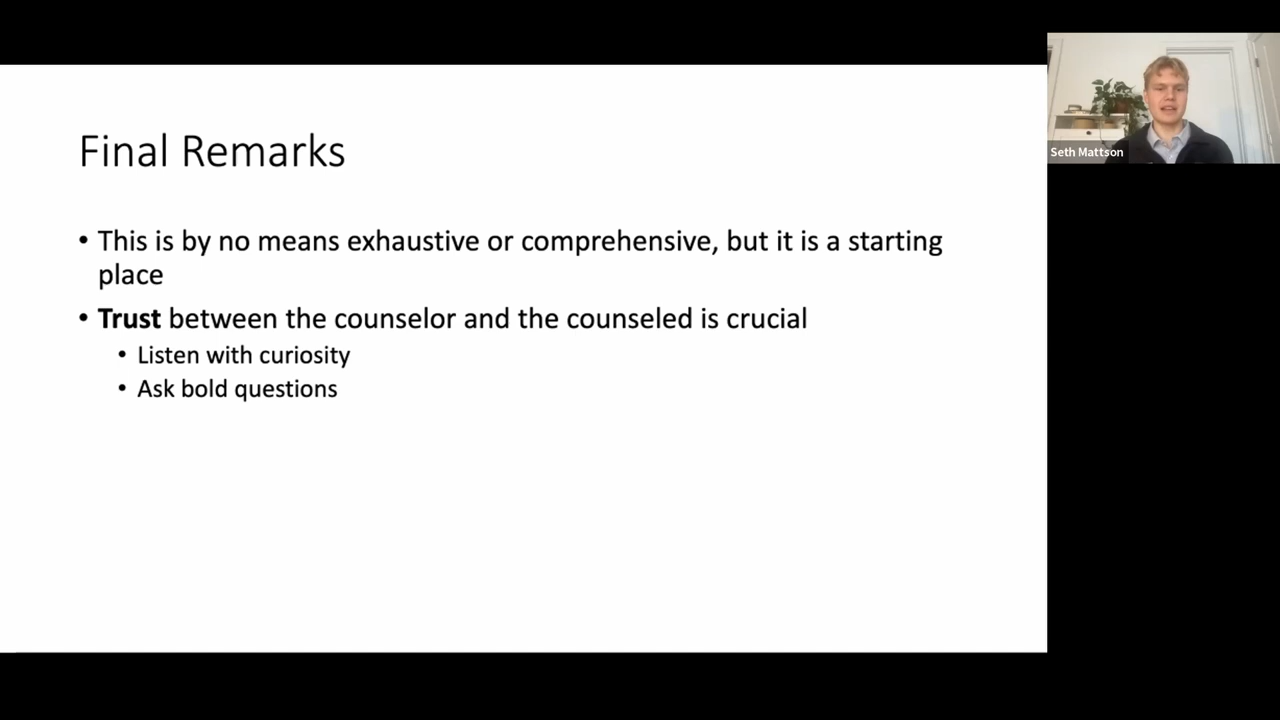 Final Remarks
• This is by no means exhaustive or comprehensive, but it is a starting
place
• Trust between the counselor and the counseled is crucial
• Listen with curiosity
• Ask bold questions
Seth Mattson